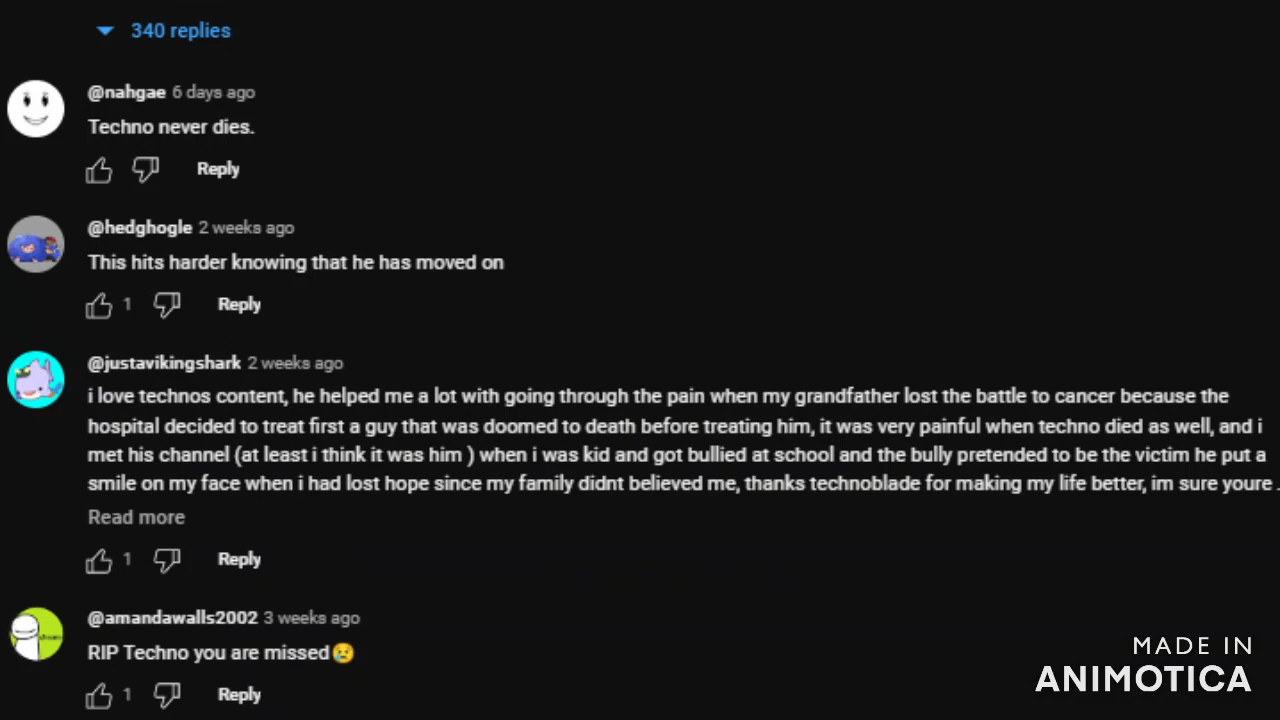 340 replies
@nahgae 6 days ago
Techno never dies.
Reply
@hedghogle 2 weeks ago
This hits harder knowing that he has moved on
1 Reply
@justavikingshark 2 weeks ago
i love technos content, he helped me a lot with going through the pain when my grandfather lost the battle to cancer because the
hospital decided to treat first a guy that was doomed to death before treating him, it was very painful when techno died as well, and i
met his channel (at least i think it was him ) when i was kid and got bullied at school and the bully pretended to be the victim he put a
smile on my face when i had lost hope since my family didnt believed me, thanks technoblade for making my life better, im sure youre
Read more
1 Reply
@amandawalls2002 3 weeks ago
RIP Techno you are missed😢
1 Reply
MADE IN
ANIMOTICA